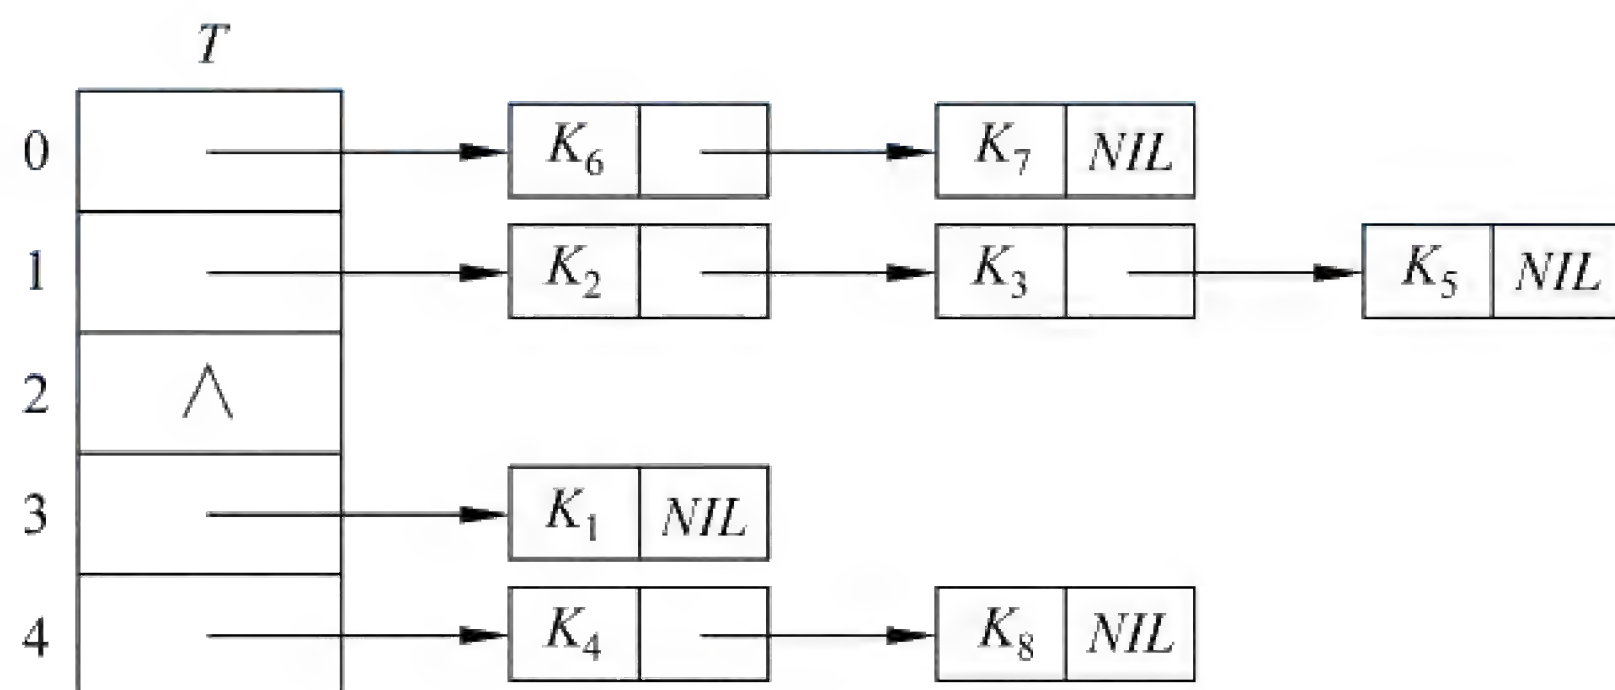 T
0 K₆ K₇ NIL
1 K₂ K₃ K₅ NIL
2 ∧
3 K₁ NIL
4 K₄ K₈ NIL